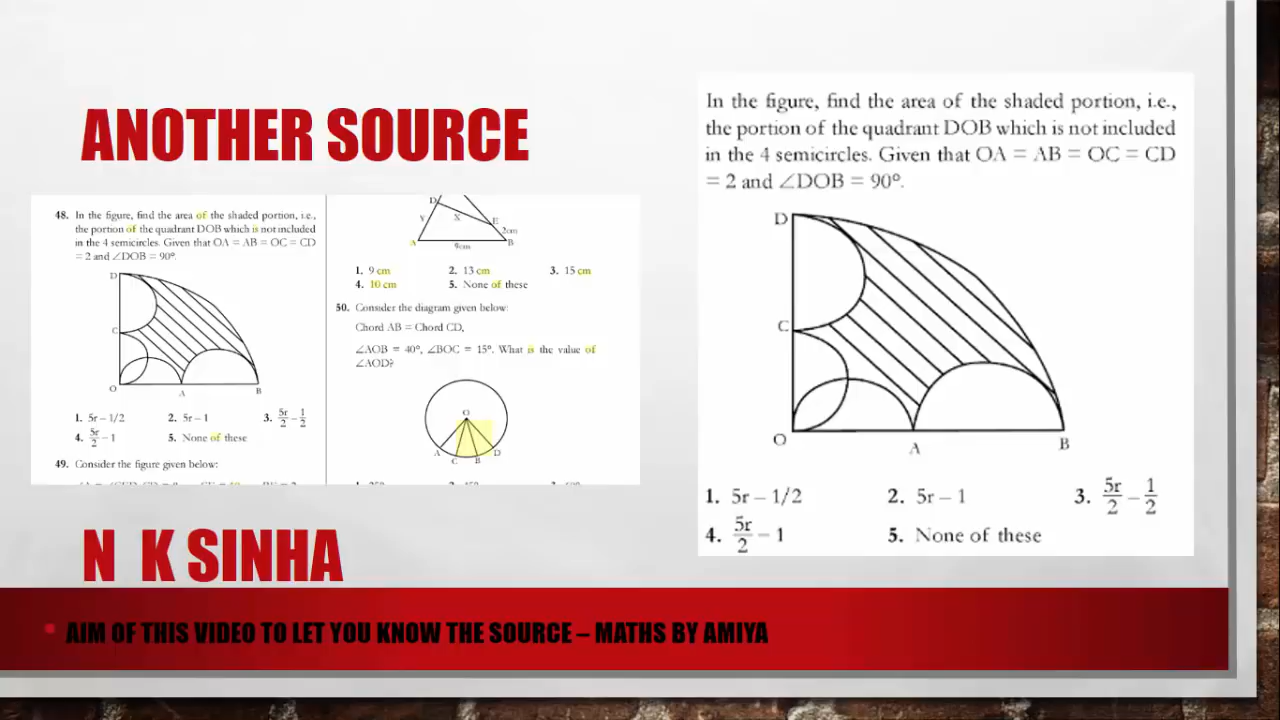 ANOTHER SOURCE
48. In the figure, find the area of the shaded portion, i.e.,
the portion of the quadrant DOB which is not included
in the 4 semicircles. Given that OA = AB = OC = CD
= 2 and ∠DOB = 90°.
D
C
O
A
B
1. 5r – 1/2
2. 5r – 1
3. 5r/2 – 1/2
4. 5r/2 – 1
5. None of these
49. Consider the figure given below:
D
Y
X
E
2cm
A
9cm
B
1. 9 cm
2. 13 cm
3. 15 cm
4. 10 cm
5. None of these
50. Consider the diagram given below:
Chord AB = Chord CD,
∠AOB = 40°, ∠BOC = 15°. What is the value of
∠AOD?
O
A
C
B
D
In the figure, find the area of the shaded portion, i.e.,
the portion of the quadrant DOB which is not included
in the 4 semicircles. Given that OA = AB = OC = CD
= 2 and ∠DOB = 90°.
D
C
O
A
B
1. 5r – 1/2
2. 5r – 1
3. 5r/2 – 1/2
4. 5r/2 – 1
5. None of these
N K SINHA
• AIM OF THIS VIDEO TO LET YOU KNOW THE SOURCE – MATHS BY AMIYA